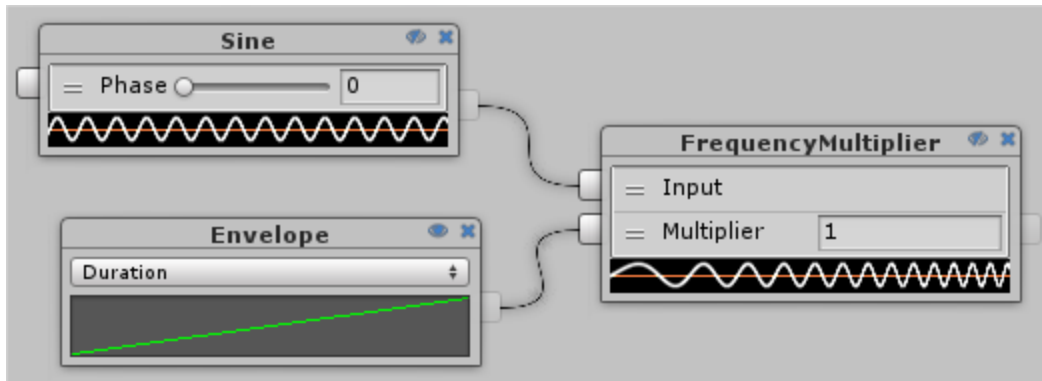 Sine
Phase 0
Envelope
Duration
FrequencyMultiplier
Input
Multiplier 1